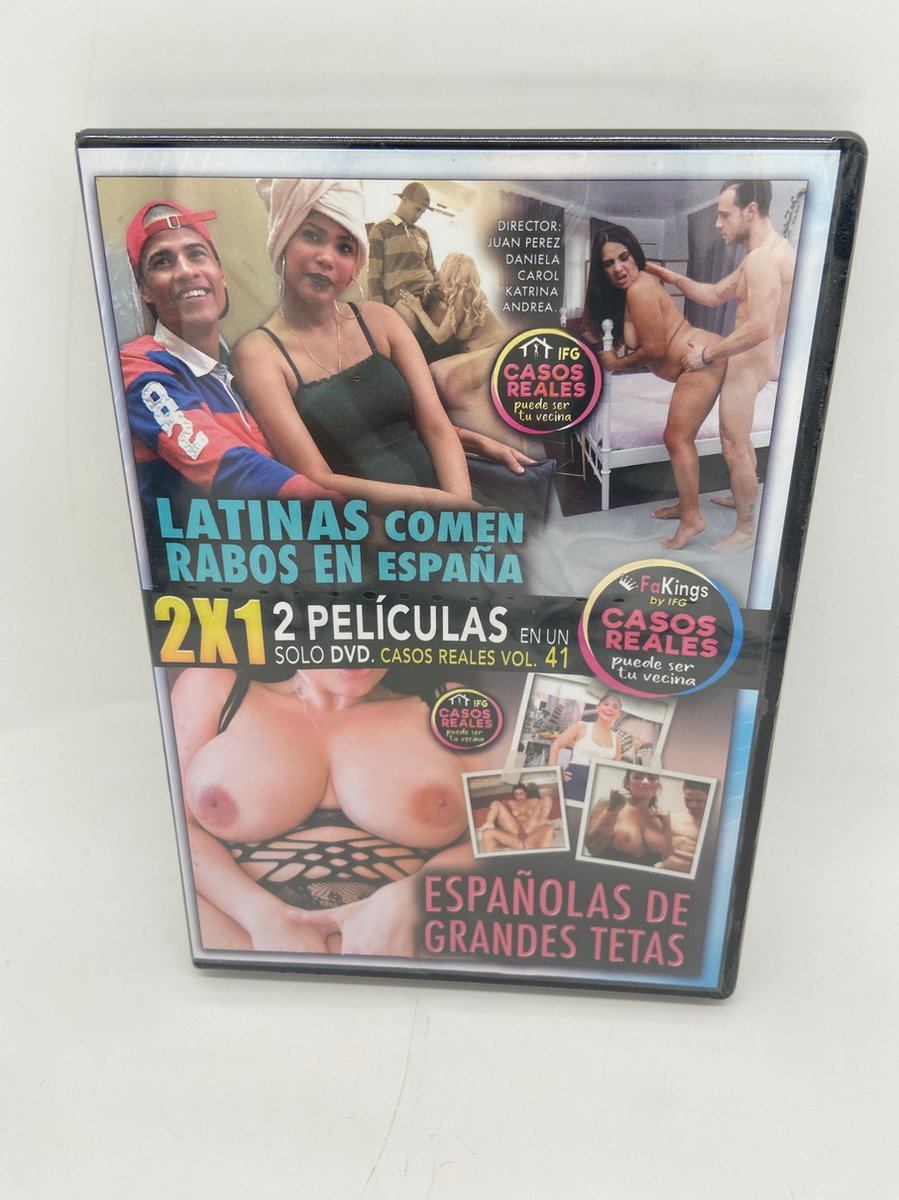 DIRECTOR:
JUAN PEREZ
DANIELA
CAROL
KATRINA
ANDREA.
IFG
CASOS
REALES
puede ser
tu vecina
28
LATINAS COMEN
RABOS EN ESPAÑA
2X1
2 PELÍCULAS EN UN
SOLO DVD. CASOS REALES VOL. 41
FaKings
by IFG
CASOS
REALES
puede ser
tu vecina
IFG
CASOS
REALES
puede ser
tu vecina
ESPAÑOLAS DE
GRANDES TETAS